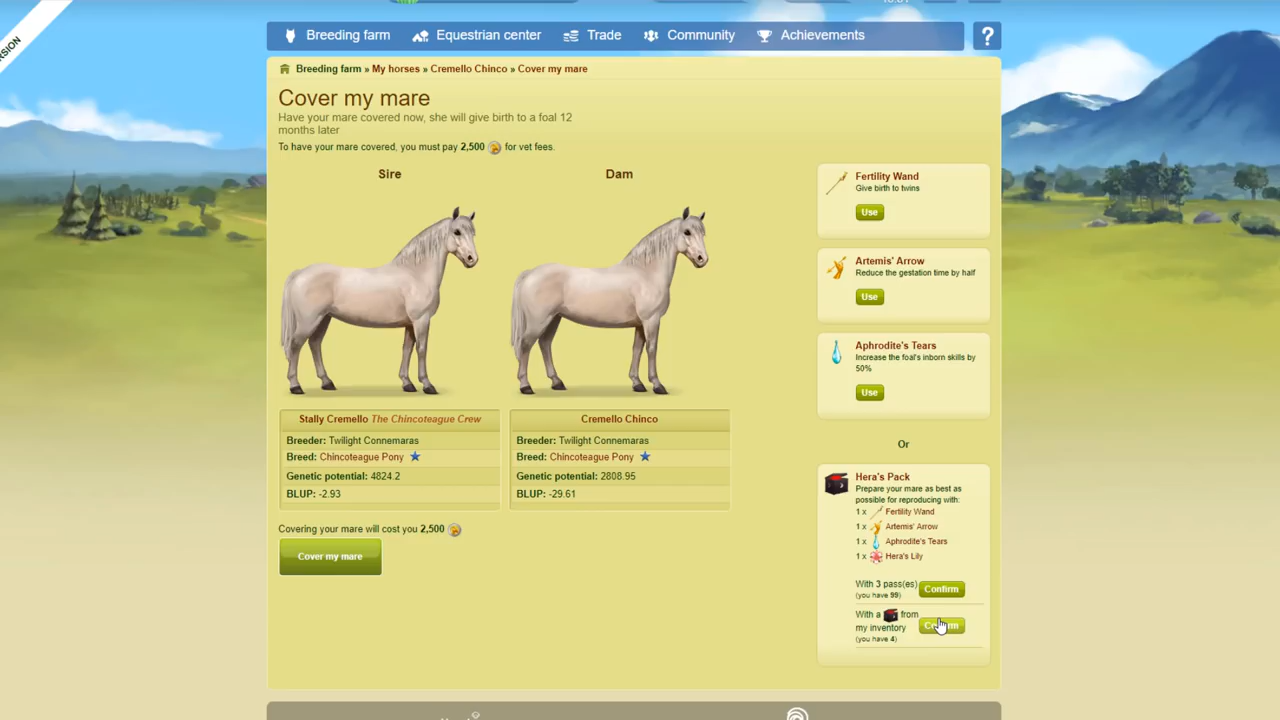 Breeding farm
Equestrian center
Trade
Community
Achievements
?
Breeding farm » My horses » Cremello Chinco » Cover my mare
Cover my mare
Have your mare covered now, she will give birth to a foal 12
months later
To have your mare covered, you must pay 2,500 for vet fees.
Sire
Dam
Stally Cremello The Chincoteague Crew
Breeder: Twilight Connemaras
Breed: Chincoteague Pony
Genetic potential: 4824.2
BLUP: -2.93
Cremello Chinco
Breeder: Twilight Connemaras
Breed: Chincoteague Pony
Genetic potential: 2808.95
BLUP: -29.61
Covering your mare will cost you 2,500
Cover my mare
Fertility Wand
Give birth to twins
Use
Artemis' Arrow
Reduce the gestation time by half
Use
Aphrodite's Tears
Increase the foal's inborn skills by
50%
Use
Or
Hera's Pack
Prepare your mare as best as
possible for reproducing with:
1 x Fertility Wand
1 x Artemis' Arrow
1 x Aphrodite's Tears
1 x Hera's Lily
With 3 pass(es)
(you have 99)
Confirm
With a from
my inventory
(you have 4)